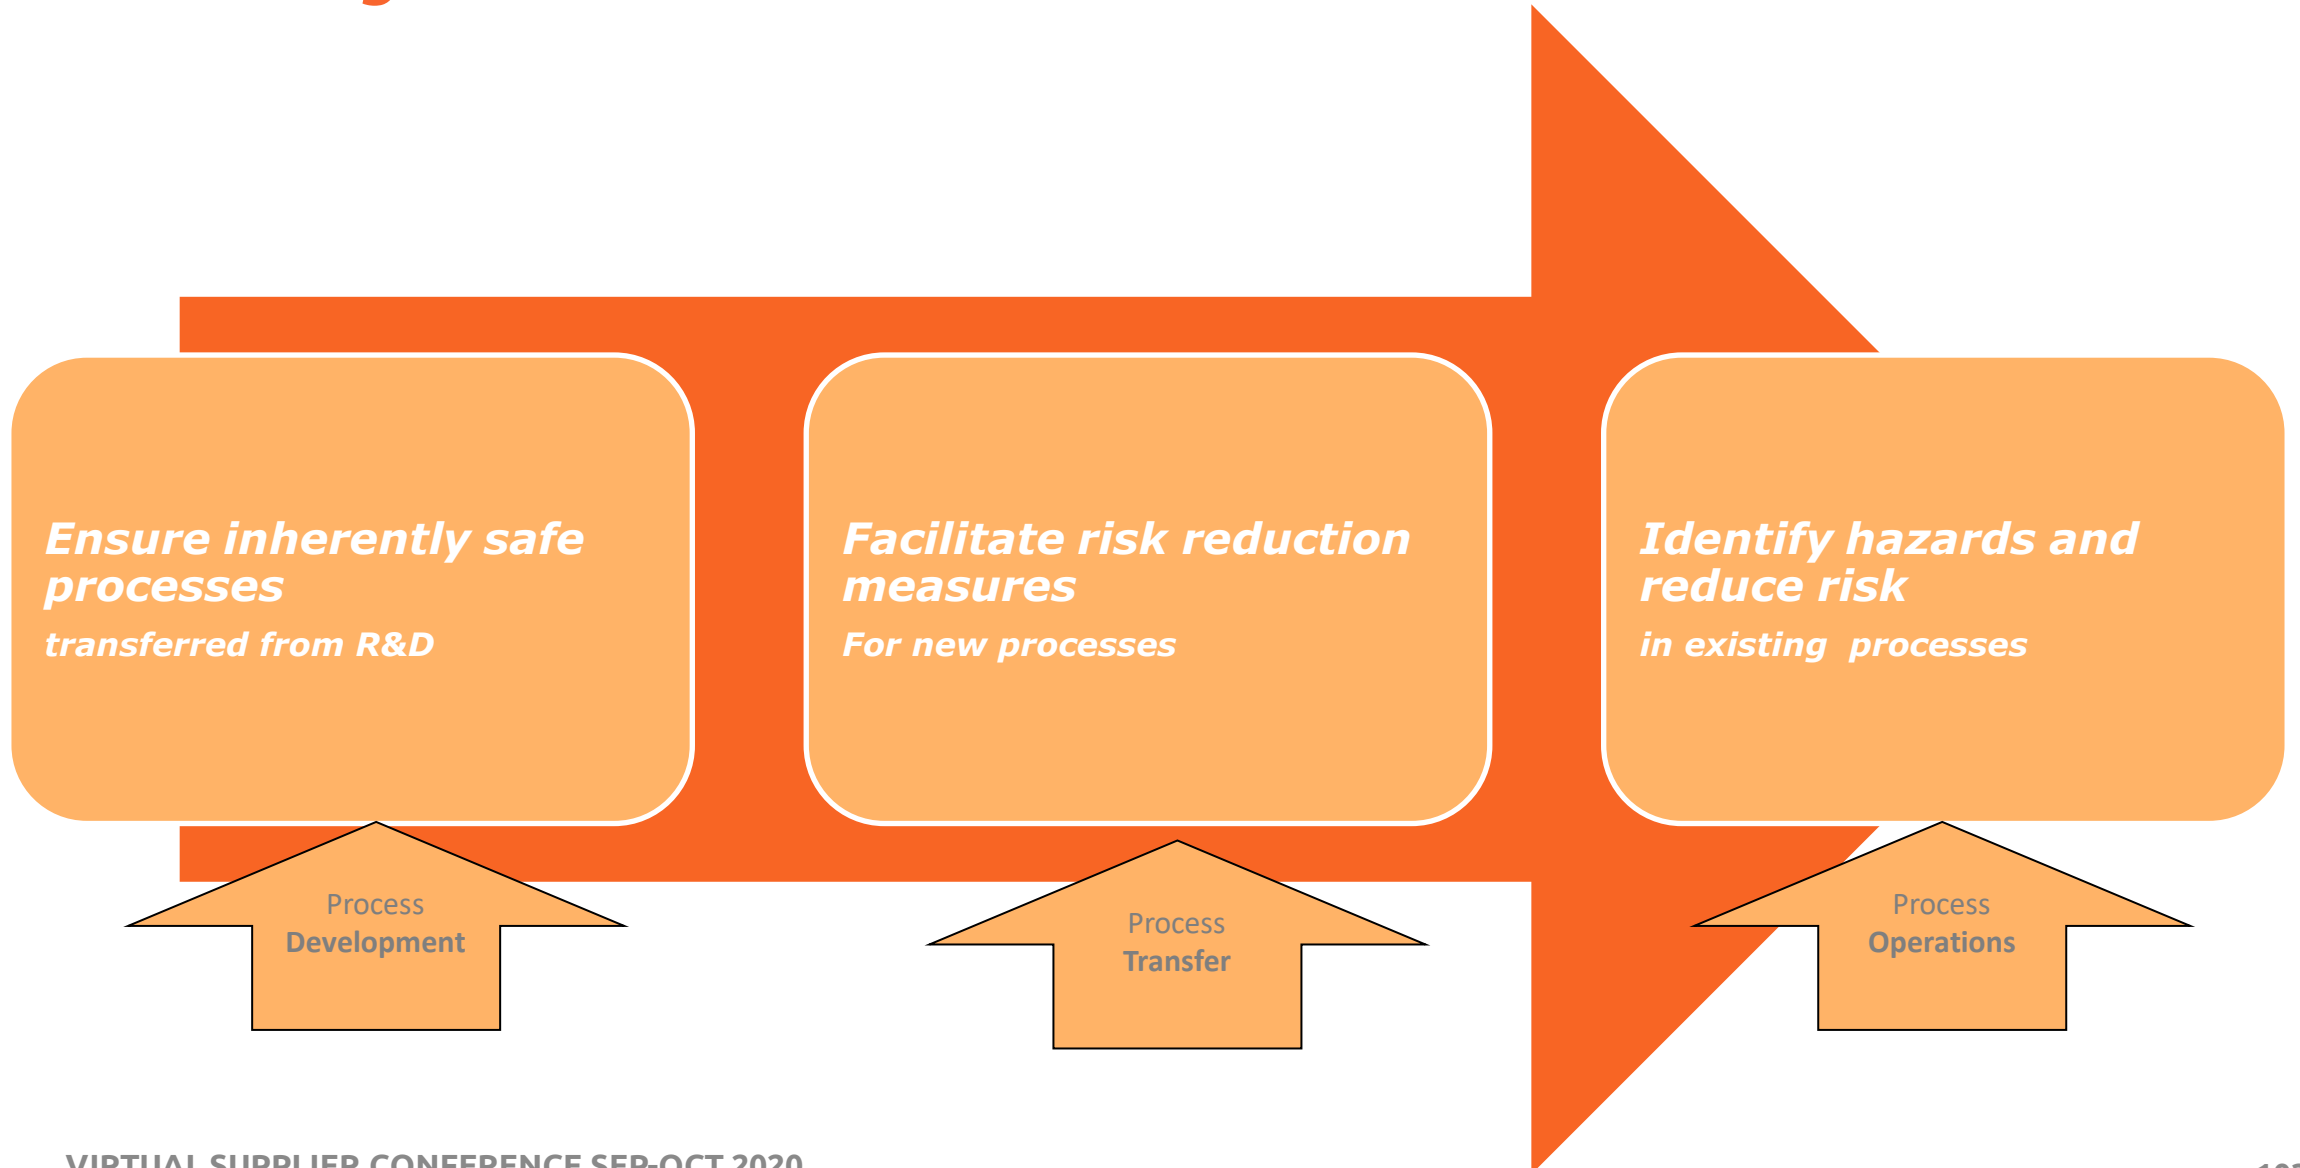 Ensure inherently safe
processes
transferred from R&D
Facilitate risk reduction
measures
For new processes
Identify hazards and
reduce risk
in existing  processes
Process
Development
Process
Transfer
Process
Operations
VIRTUAL SUPPLIER CONFERENCE SEP-OCT 2020